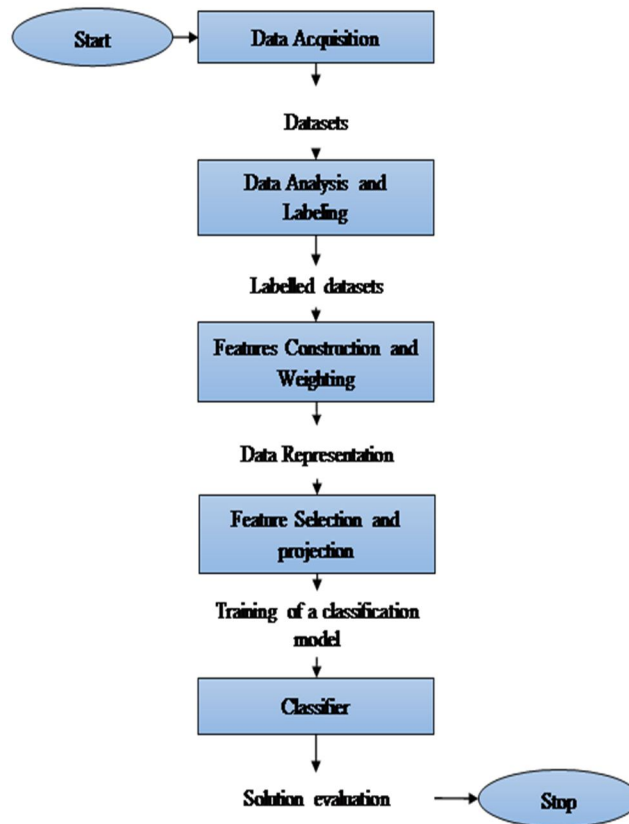 Start
Data Acquisition
Datasets
Data Analysis and
Labeling
Labelled datasets
Features Construction and
Weighting
Data Representation
Feature Selection and
projection
Training of a classification
model
Classifier
Solution evaluation
Stop